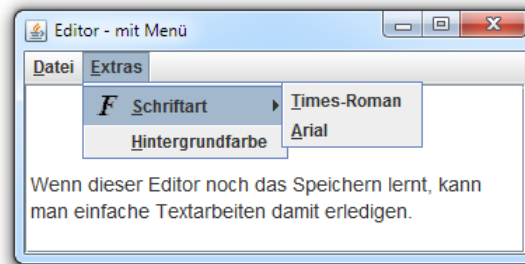 Editor - mit Menü
Datei Extras
F Schriftart Times-Roman
Hintergrundfarbe Arial
Wenn dieser Editor noch das Speichern lernt, kann
man einfache Textarbeiten damit erledigen.